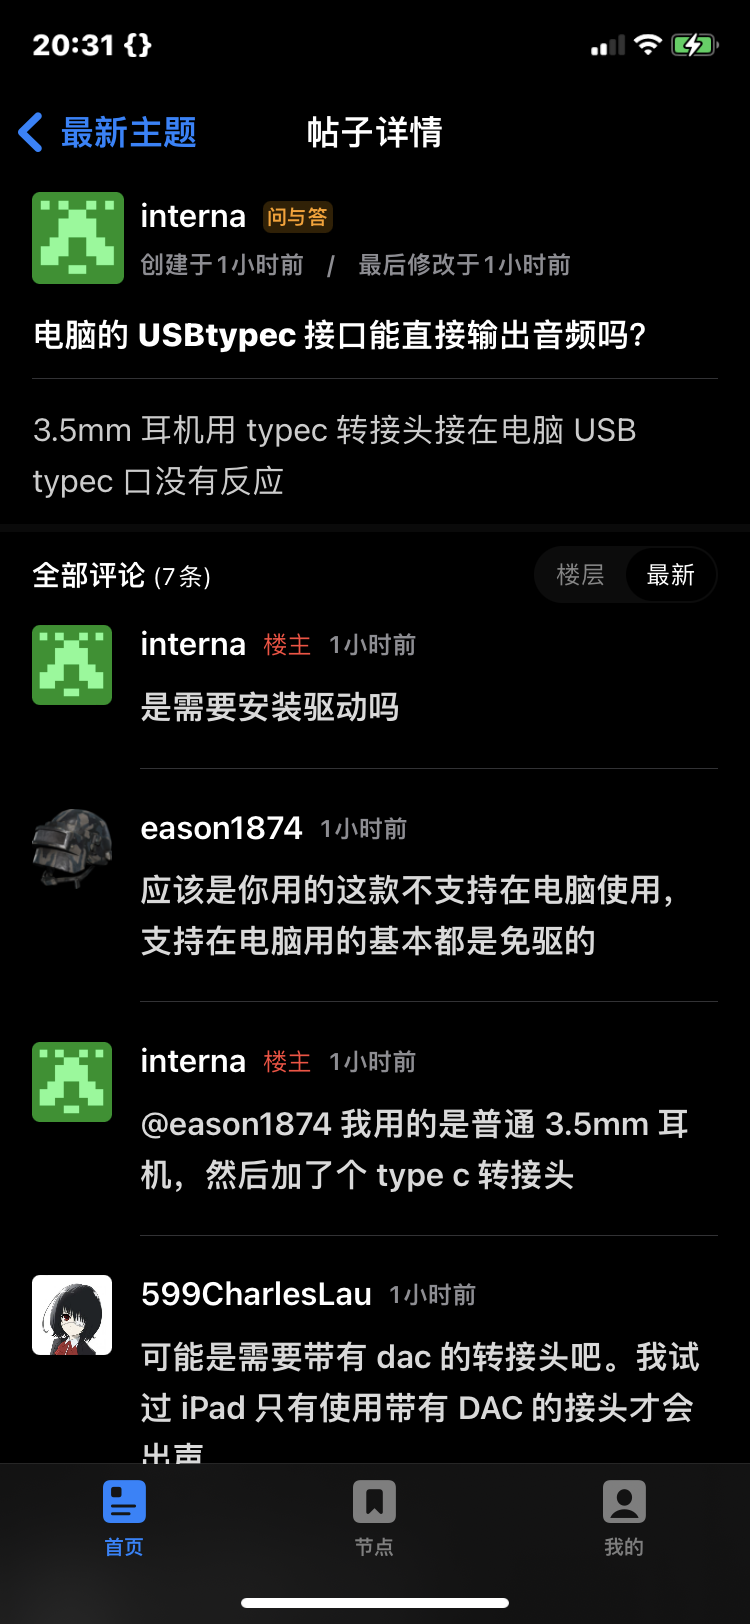 20:31 {}
最新主题
帖子详情
interna 问与答
创建于1小时前 / 最后修改于1小时前
电脑的 USBtypec 接口能直接输出音频吗?
3.5mm 耳机用 typec 转接头接在电脑 USB
typec 口没有反应
全部评论 (7条)
楼层 最新
interna 楼主 1小时前
是需要安装驱动吗
eason1874 1小时前
应该是你用的这款不支持在电脑使用，
支持在电脑用的基本都是免驱的
interna 楼主 1小时前
@eason1874 我用的是普通 3.5mm 耳
机，然后加了个 type c 转接头
599CharlesLau 1小时前
可能是需要带有 dac 的转接头吧。我试
过 iPad 只有使用带有 DAC 的接头才会
出声
首页 节点 我的